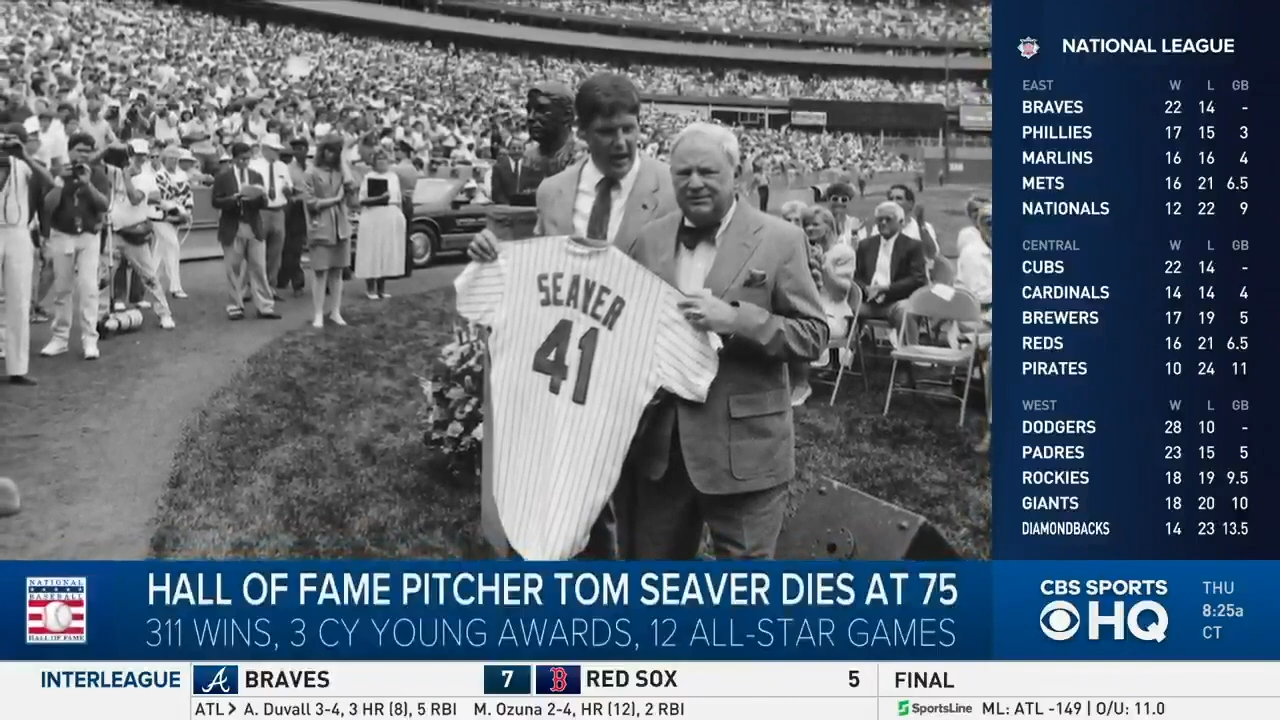 SEAVER
41
NATIONAL LEAGUE
EAST W L GB
BRAVES 22 14 -
PHILLIES 17 15 3
MARLINS 16 16 4
METS 16 21 6.5
NATIONALS 12 22 9
CENTRAL W L GB
CUBS 22 14 -
CARDINALS 14 14 4
BREWERS 17 19 5
REDS 16 21 6.5
PIRATES 10 24 11
WEST W L GB
DODGERS 28 10 -
PADRES 23 15 5
ROCKIES 18 19 9.5
GIANTS 18 20 10
DIAMONDBACKS 14 23 13.5
NATIONAL
BASEBALL
HALL OF FAME
HALL OF FAME PITCHER TOM SEAVER DIES AT 75
311 WINS, 3 CY YOUNG AWARDS, 12 ALL-STAR GAMES
CBS SPORTS
HQ
THU
8:25a
CT
INTERLEAGUE
A BRAVES 7 B RED SOX 5 FINAL
ATL > A. Duvall 3-4, 3 HR (8), 5 RBI M. Ozuna 2-4, HR (12), 2 RBI
S SportsLine ML: ATL -149 | O/U: 11.0